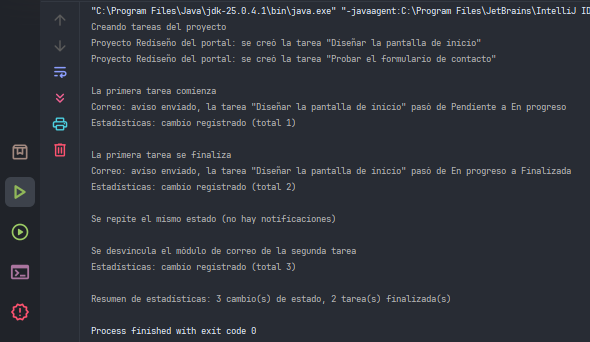 "C:\Program Files\Java\jdk-25.0.4.1\bin\java.exe" "-javaagent:C:\Program Files\JetBrains\IntelliJ ID
Creando tareas del proyecto
Proyecto Rediseño del portal: se creó la tarea "Diseñar la pantalla de inicio"
Proyecto Rediseño del portal: se creó la tarea "Probar el formulario de contacto"
La primera tarea comienza
Correo: aviso enviado, la tarea "Diseñar la pantalla de inicio" pasó de Pendiente a En progreso
Estadísticas: cambio registrado (total 1)
La primera tarea se finaliza
Correo: aviso enviado, la tarea "Diseñar la pantalla de inicio" pasó de En progreso a Finalizada
Estadísticas: cambio registrado (total 2)
Se repite el mismo estado (no hay notificaciones)
Se desvincula el módulo de correo de la segunda tarea
Estadísticas: cambio registrado (total 3)
Resumen de estadísticas: 3 cambio(s) de estado, 2 tarea(s) finalizada(s)
Process finished with exit code 0